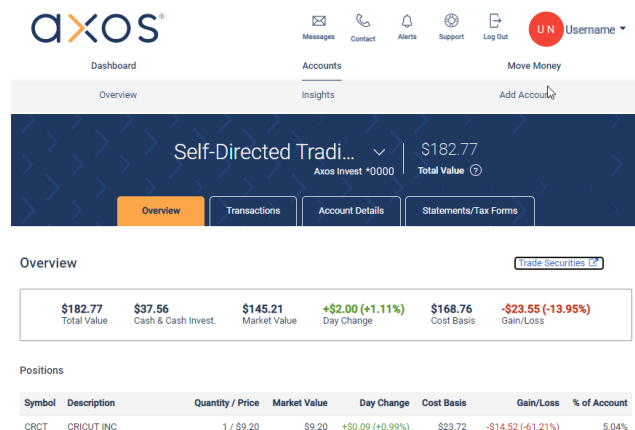 axos®
Messages Contact Alerts Support Log Out UN Username
Dashboard Accounts Move Money
Overview Insights Add Account
Self-Directed Tradi... $182.77
Axos Invest *0000 Total Value ?
Overview Transactions Account Details Statements/Tax Forms
Overview Trade Securities
$182.77 $37.56 $145.21 +$2.00 (+1.11%) $168.76 -$23.55 (-13.95%)
Total Value Cash & Cash Invest. Market Value Day Change Cost Basis Gain/Loss
Positions
Symbol Description Quantity / Price Market Value Day Change Cost Basis Gain/Loss % of Account
CRCT CRICUT INC 1 / $9.20 $9.20 +$0.09 (+0.99%) $23.72 -$14.52 (-61.21%) 5.04%